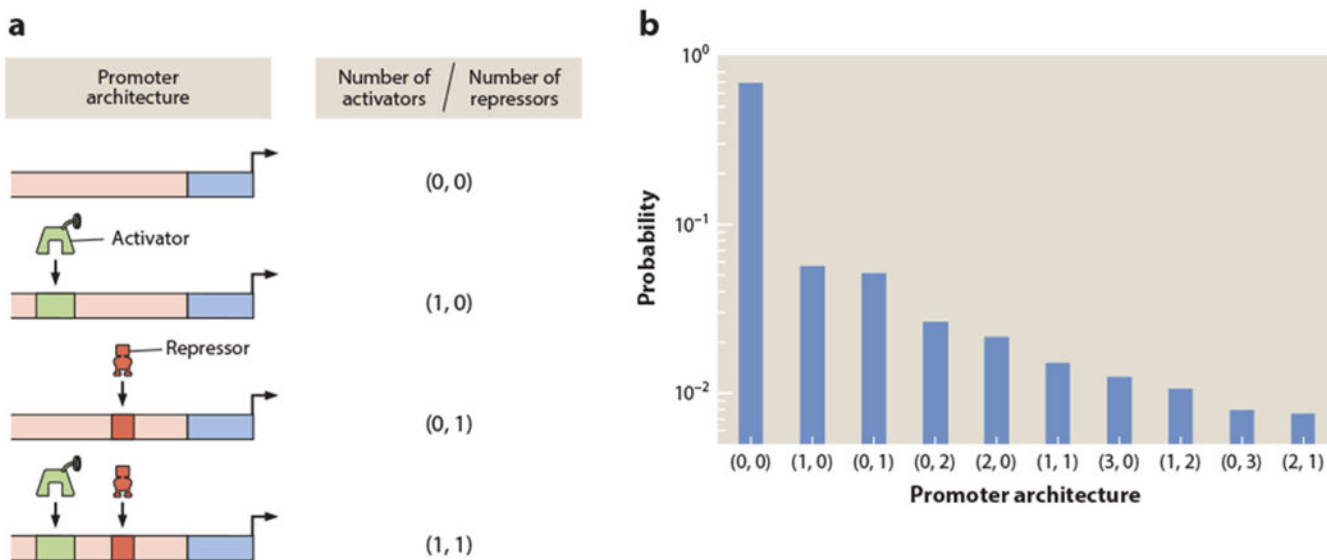 a
Promoter
architecture
Number of
activators
/
Number of
repressors
(0, 0)
Activator
(1, 0)
Repressor
(0, 1)
(1, 1)
b
Probability
10⁰
10⁻¹
10⁻²
(0, 0) (1, 0) (0, 1) (0, 2) (2, 0) (1, 1) (3, 0) (1, 2) (0, 3) (2, 1)
Promoter architecture